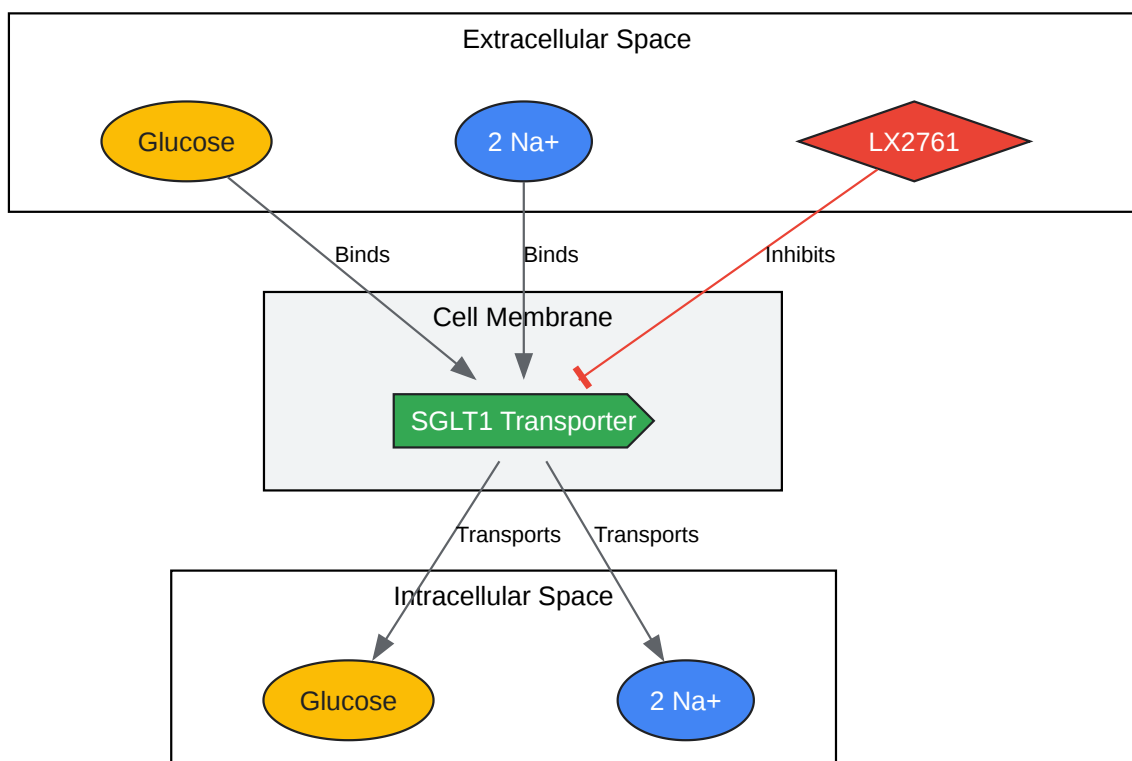 Extracellular Space
Glucose
2 Na+
LX2761
Binds
Binds
Inhibits
Cell Membrane
SGLT1 Transporter
Transports
Transports
Intracellular Space
Glucose
2 Na+